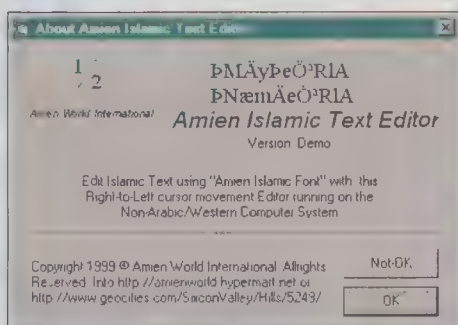 About Amien Islamic Text Editor
1
2
Amien World International
ÞMÄyÞeÖ³RlA
ÞNæmÄeÖ³RlA
Amien Islamic Text Editor
Version Demo
Edit Islamic Text using "Amien Islamic Font" with this
Right-to-Left cursor movement Editor running on the
Non-Arabic/Western Computer System
Copyright 1999 © Amien World International. Allrights
Reserved. Info http://amienworld.hypermart.net or
http://www.geocities.com/SiliconValley/Hills/5243/
Not-OK
OK